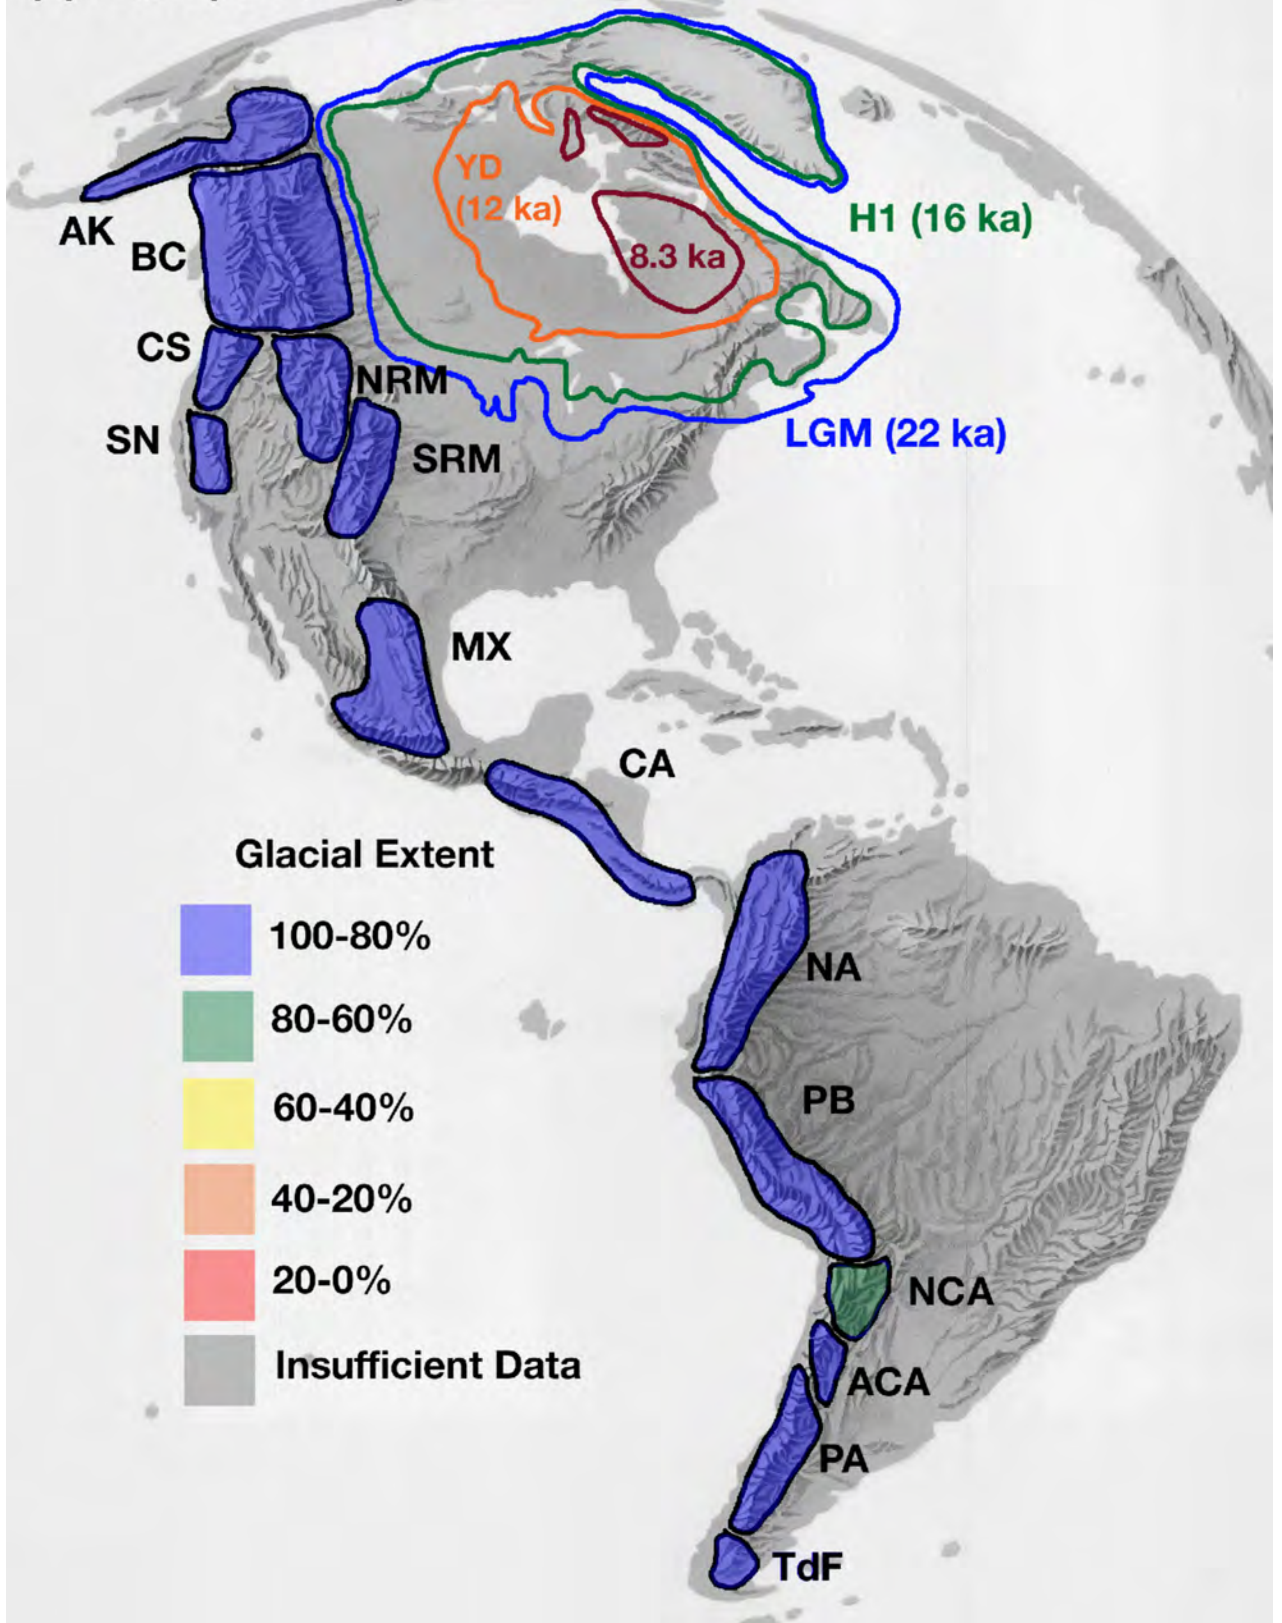 YD
(12 ka)
8.3 ka
H1 (16 ka)
LGM (22 ka)
AK
BC
CS
NRM
SN
SRM
MX
CA
Glacial Extent
100-80%
80-60%
60-40%
40-20%
20-0%
Insufficient Data
NA
PB
NCA
ACA
PA
TdF